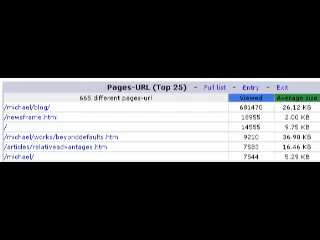 Pages-URL (Top 25) - Full list - Entry - Exit
665 different pages-url Viewed Average size
/michael/blog/ 681470 26.12 KB
/newsframe.html 18955 2.00 KB
/ 14555 9.75 KB
/michael/works/beyonddefaults.htm 9210 36.90 KB
/articles/relativeadvantages.htm 7583 16.46 KB
/michael/ 7544 5.29 KB